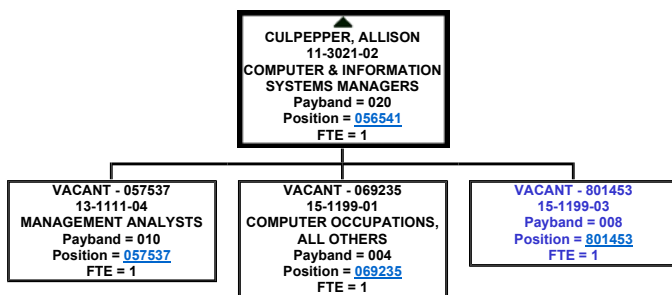 CULPEPPER, ALLISON
11-3021-02
COMPUTER & INFORMATION
SYSTEMS MANAGERS
Payband = 020
Position = 056541
FTE = 1
VACANT - 057537
13-1111-04
MANAGEMENT ANALYSTS
Payband = 010
Position = 057537
FTE = 1
VACANT - 069235
15-1199-01
COMPUTER OCCUPATIONS,
ALL OTHERS
Payband = 004
Position = 069235
FTE = 1
VACANT - 801453
15-1199-03
Payband = 008
Position = 801453
FTE = 1